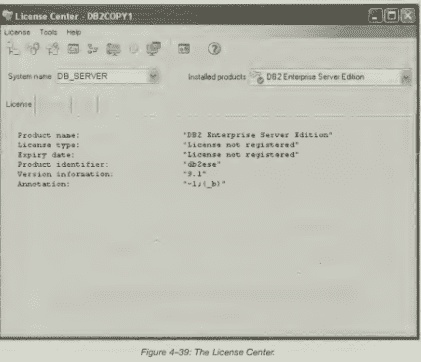 License Center - DB2COPY1
License Tools Help
System name DB_SERVER Installed products DB2 Enterprise Server Edition
License
Product name: "DB2 Enterprise Server Edition"
License type: "License not registered"
Expiry date: "License not registered"
Product identifier: "db2ese"
Version information: "9.1"
Annotation: "-1;(_b)"
Figure 4–39: The License Center.